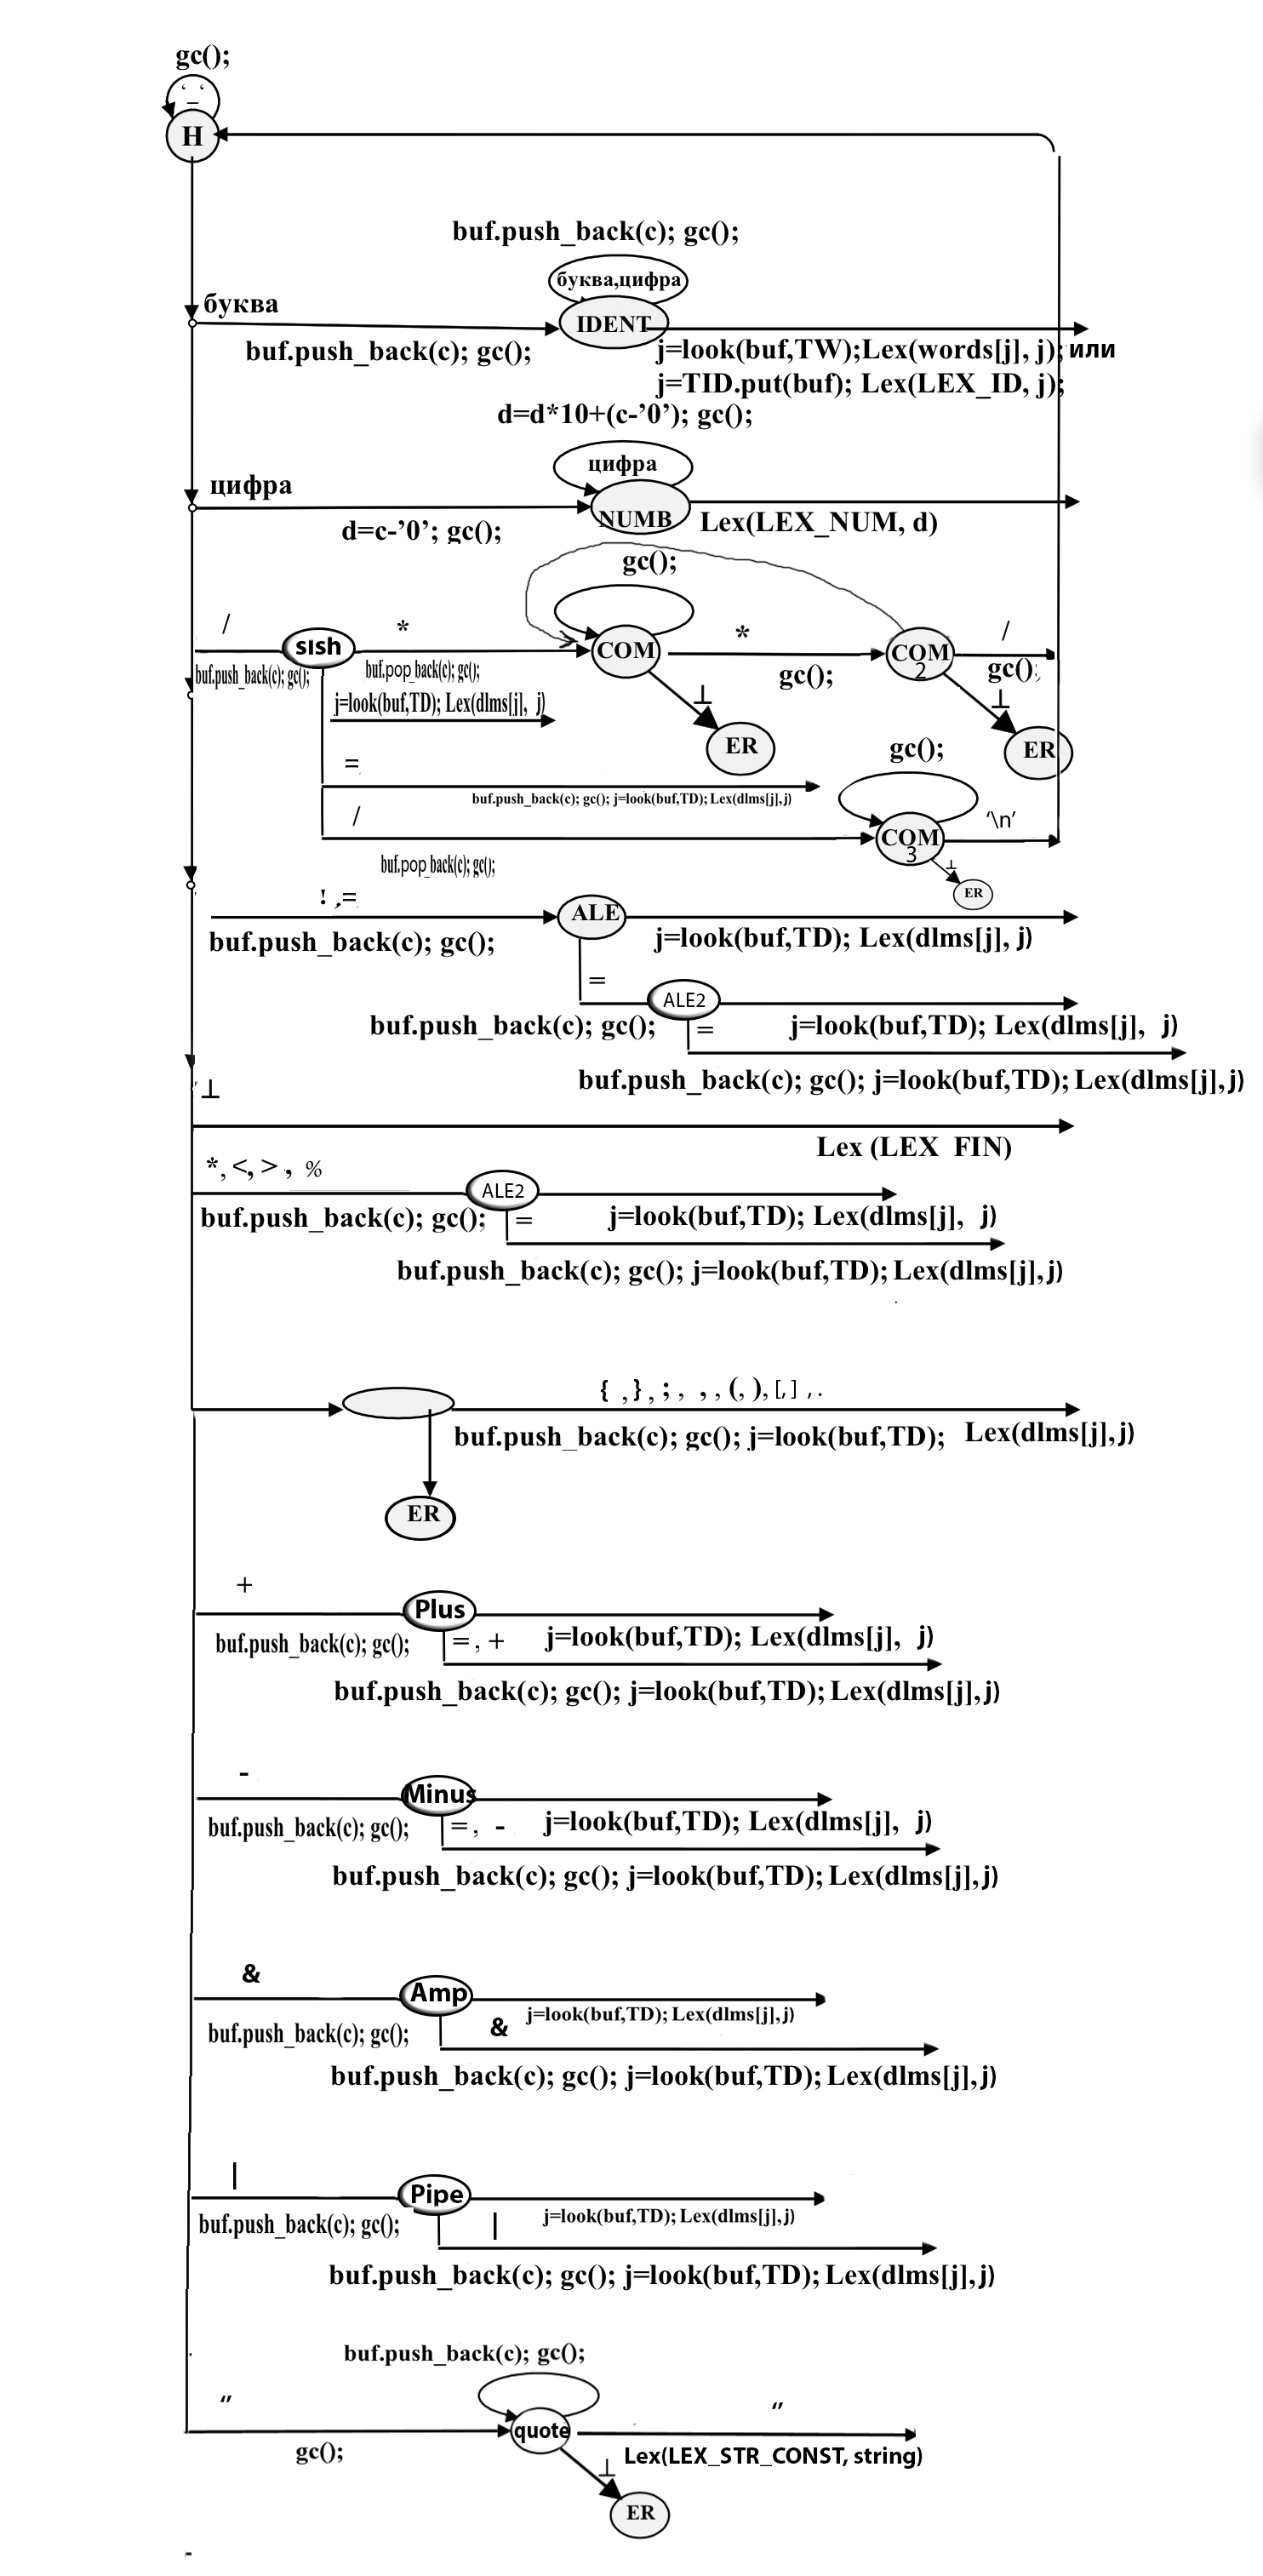 gc();
‘_‘
H
buf.push_back(c); gc();
буква,цифра
буква
IDENT
buf.push_back(c); gc();
j=look(buf,TW);Lex(words[j], j); или
j=TID.put(buf); Lex(LEX_ID, j);
d=d*10+(c-’0’); gc();
цифра
цифра
NUMB
d=c-’0’; gc();
Lex(LEX_NUM, d)
gc();
/
sısh
*
COM
*
COM
2
/
buf.push_back(c); gc();
buf.pop_back(c); gc();
gc();
gc();
j=look(buf,TD); Lex(dlms[j], j)
⊥
⊥
ER
ER
=
gc();
buf.push_back(c); gc(); j=look(buf,TD); Lex(dlms[j],j)
/
COM
3
‘\n’
buf.pop_back(c); gc();
⊥
ER
! ,=
ALE
buf.push_back(c); gc();
j=look(buf,TD); Lex(dlms[j], j)
=
ALE2
buf.push_back(c); gc();
=
j=look(buf,TD); Lex(dlms[j], j)
buf.push_back(c); gc(); j=look(buf,TD); Lex(dlms[j],j)
⊥
Lex (LEX_FIN)
*, <, > , %
ALE2
buf.push_back(c); gc();
=
j=look(buf,TD); Lex(dlms[j], j)
buf.push_back(c); gc(); j=look(buf,TD); Lex(dlms[j],j)
{ , } , ; , , , (, ), [,] , .
buf.push_back(c); gc(); j=look(buf,TD); Lex(dlms[j],j)
ER
+
Plus
buf.push_back(c); gc();
= , +
j=look(buf,TD); Lex(dlms[j], j)
buf.push_back(c); gc(); j=look(buf,TD); Lex(dlms[j],j)
-
Minus
buf.push_back(c); gc();
= , -
j=look(buf,TD); Lex(dlms[j], j)
buf.push_back(c); gc(); j=look(buf,TD); Lex(dlms[j],j)
&
Amp
buf.push_back(c); gc();
&
j=look(buf,TD); Lex(dlms[j],j)
buf.push_back(c); gc(); j=look(buf,TD); Lex(dlms[j],j)
|
Pipe
buf.push_back(c); gc();
|
j=look(buf,TD); Lex(dlms[j],j)
buf.push_back(c); gc(); j=look(buf,TD); Lex(dlms[j],j)
buf.push_back(c); gc();
“
quote
“
gc();
Lex(LEX_STR_CONST, string)
⊥
ER